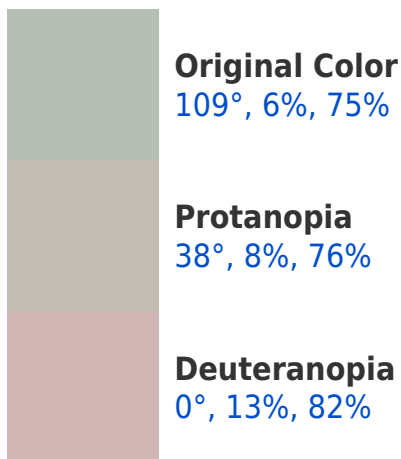 Original Color
109°, 6%, 75%
Protanopia
38°, 8%, 76%
Deuteranopia
0°, 13%, 82%